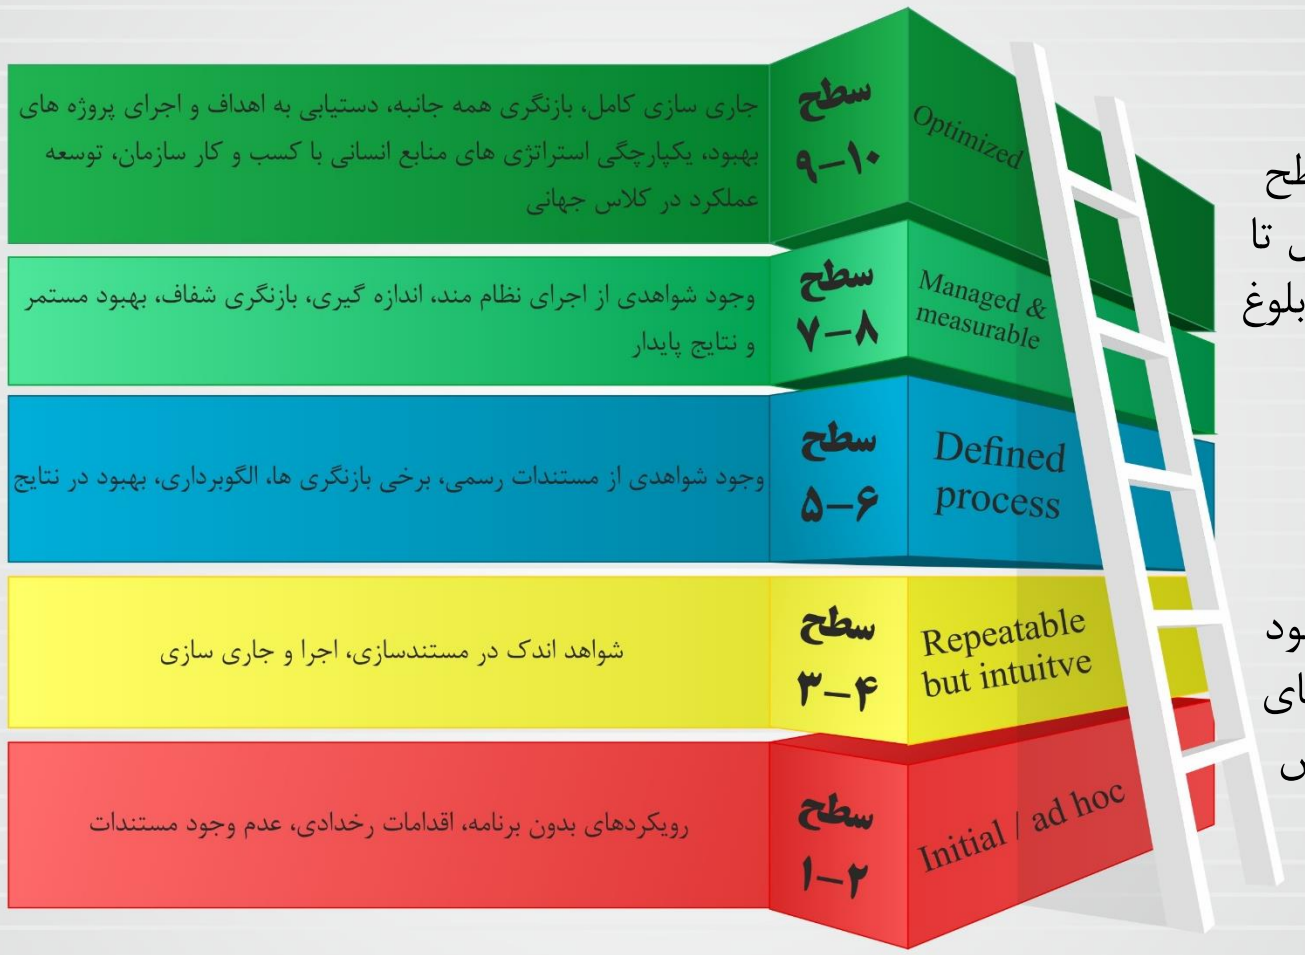 جاری سازی کامل، بازنگری همه جانبه، دستیابی به اهداف و اجرای پروژه های
بهبود، یکپارچگی استراتژی های منابع انسانی با کسب و کار سازمان، توسعه
عملکرد در کلاس جهانی
سطح
۹–۱۰
Optimized
وجود شواهدی از اجرای نظام مند، اندازه گیری، بازنگری شفاف، بهبود مستمر
و نتایج پایدار
سطح
۷–۸
Managed &
measurable
وجود شواهدی از مستندات رسمی، برخی بازنگری ها، الگوبرداری، بهبود در نتایج
سطح
۵–۶
Defined
process
شواهد اندک در مستندسازی، اجرا و جاری سازی
سطح
۳–۴
Repeatable
but intuitve
رویکردهای بدون برنامه، اقدامات رخدادی، عدم وجود مستندات
سطح
۱–۲
Initial / ad hoc
تا
بلوغ